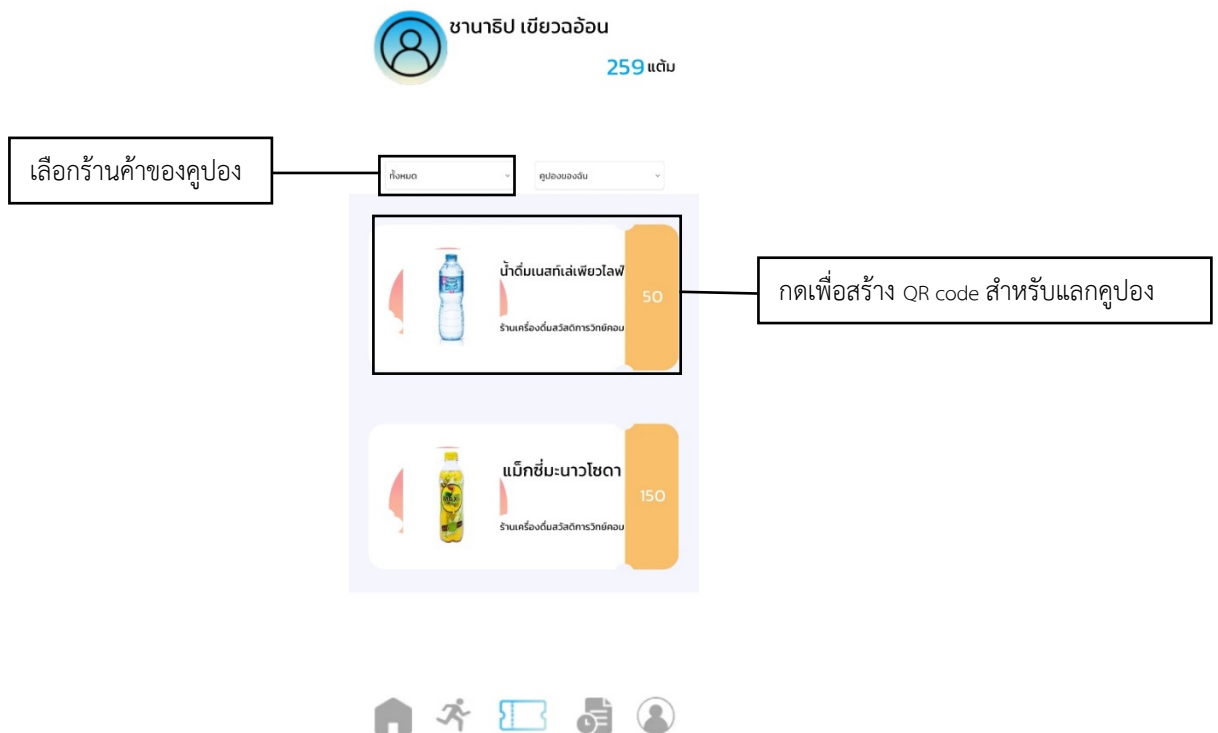 ชานาธิป เขียวฉอ้อน
259 แต้ม
เลือกร้านค้าของคูปอง
ทั้งหมด
คูปองของฉัน
น้ำดื่มเนสท์เล่เพียวไลฟ์
50
กดเพื่อสร้าง QR code สำหรับแลกคูปอง
ร้านเครื่องดื่มสวัสดิการวิทย์คอม
แม็กซี่มะนาวโซดา
150
ร้านเครื่องดื่มสวัสดิการวิทย์คอม